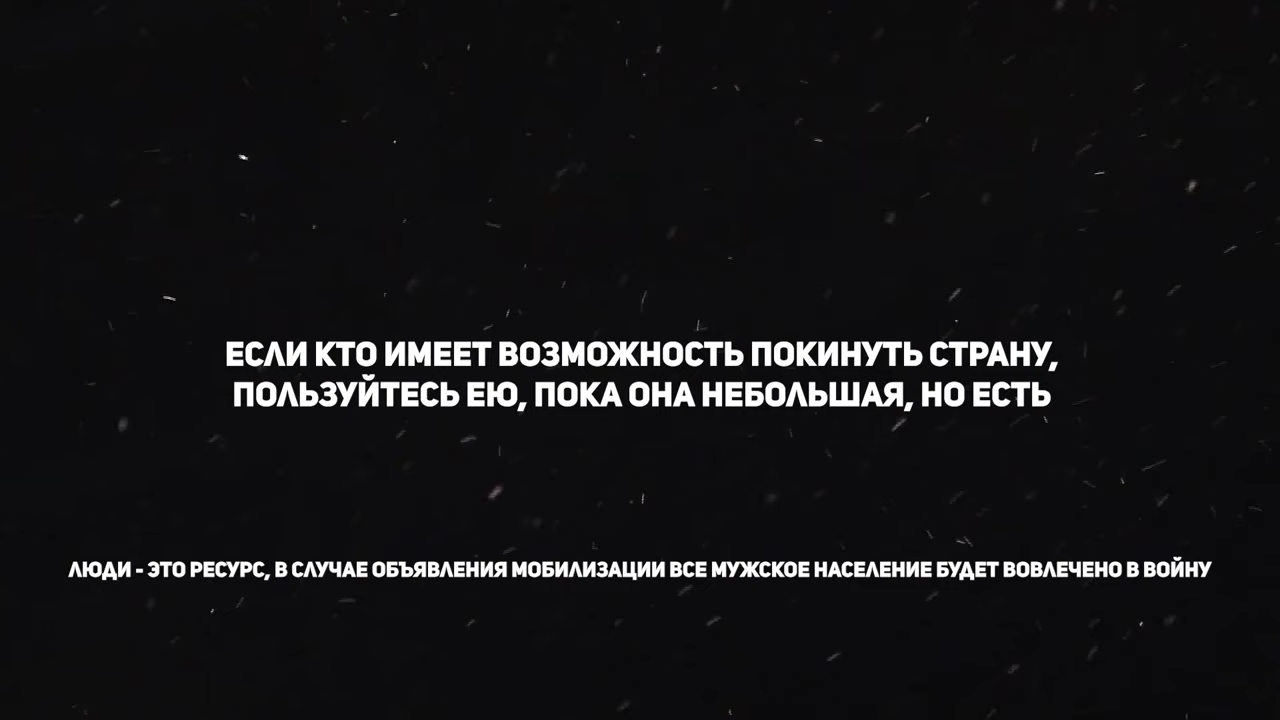 ЕСЛИ КТО ИМЕЕТ ВОЗМОЖНОСТЬ ПОКИНУТЬ СТРАНУ,
ПОЛЬЗУЙТЕСЬ ЕЮ, ПОКА ОНА НЕБОЛЬШАЯ, НО ЕСТЬ
ЛЮДИ - ЭТО РЕСУРС, В СЛУЧАЕ ОБЪЯВЛЕНИЯ МОБИЛИЗАЦИИ ВСЕ МУЖСКОЕ НАСЕЛЕНИЕ БУДЕТ ВОВЛЕЧЕНО В ВОЙНУ